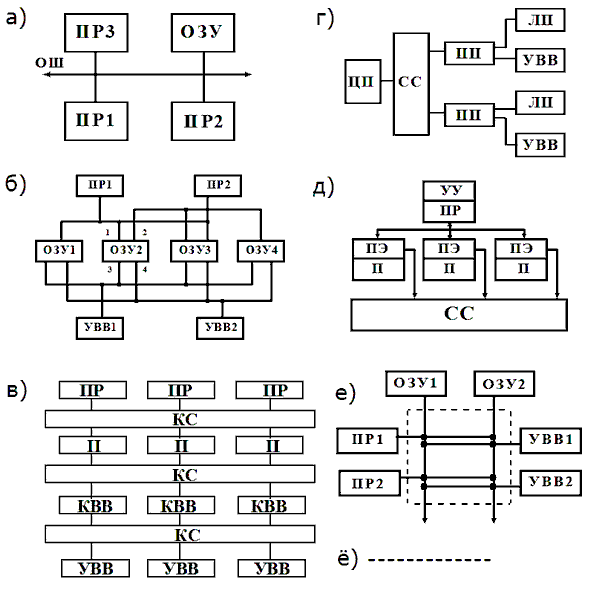 а)
ПР3 ОЗУ
ОШ
ПР1 ПР2
г)
ЦП СС ПП ЛП
УВВ
ПП ЛП
УВВ
б)
ПР1 ПР2
1 2
ОЗУ1 ОЗУ2 ОЗУ3 ОЗУ4
3 4
УВВ1 УВВ2
д)
УУ
ПР
ПЭ ПЭ ПЭ
П П П
СС
в)
ПР ПР ПР
КС
П П П
КС
КВВ КВВ КВВ
КС
УВВ УВВ УВВ
е)
ОЗУ1 ОЗУ2
ПР1 УВВ1
ПР2 УВВ2
ё) -------------